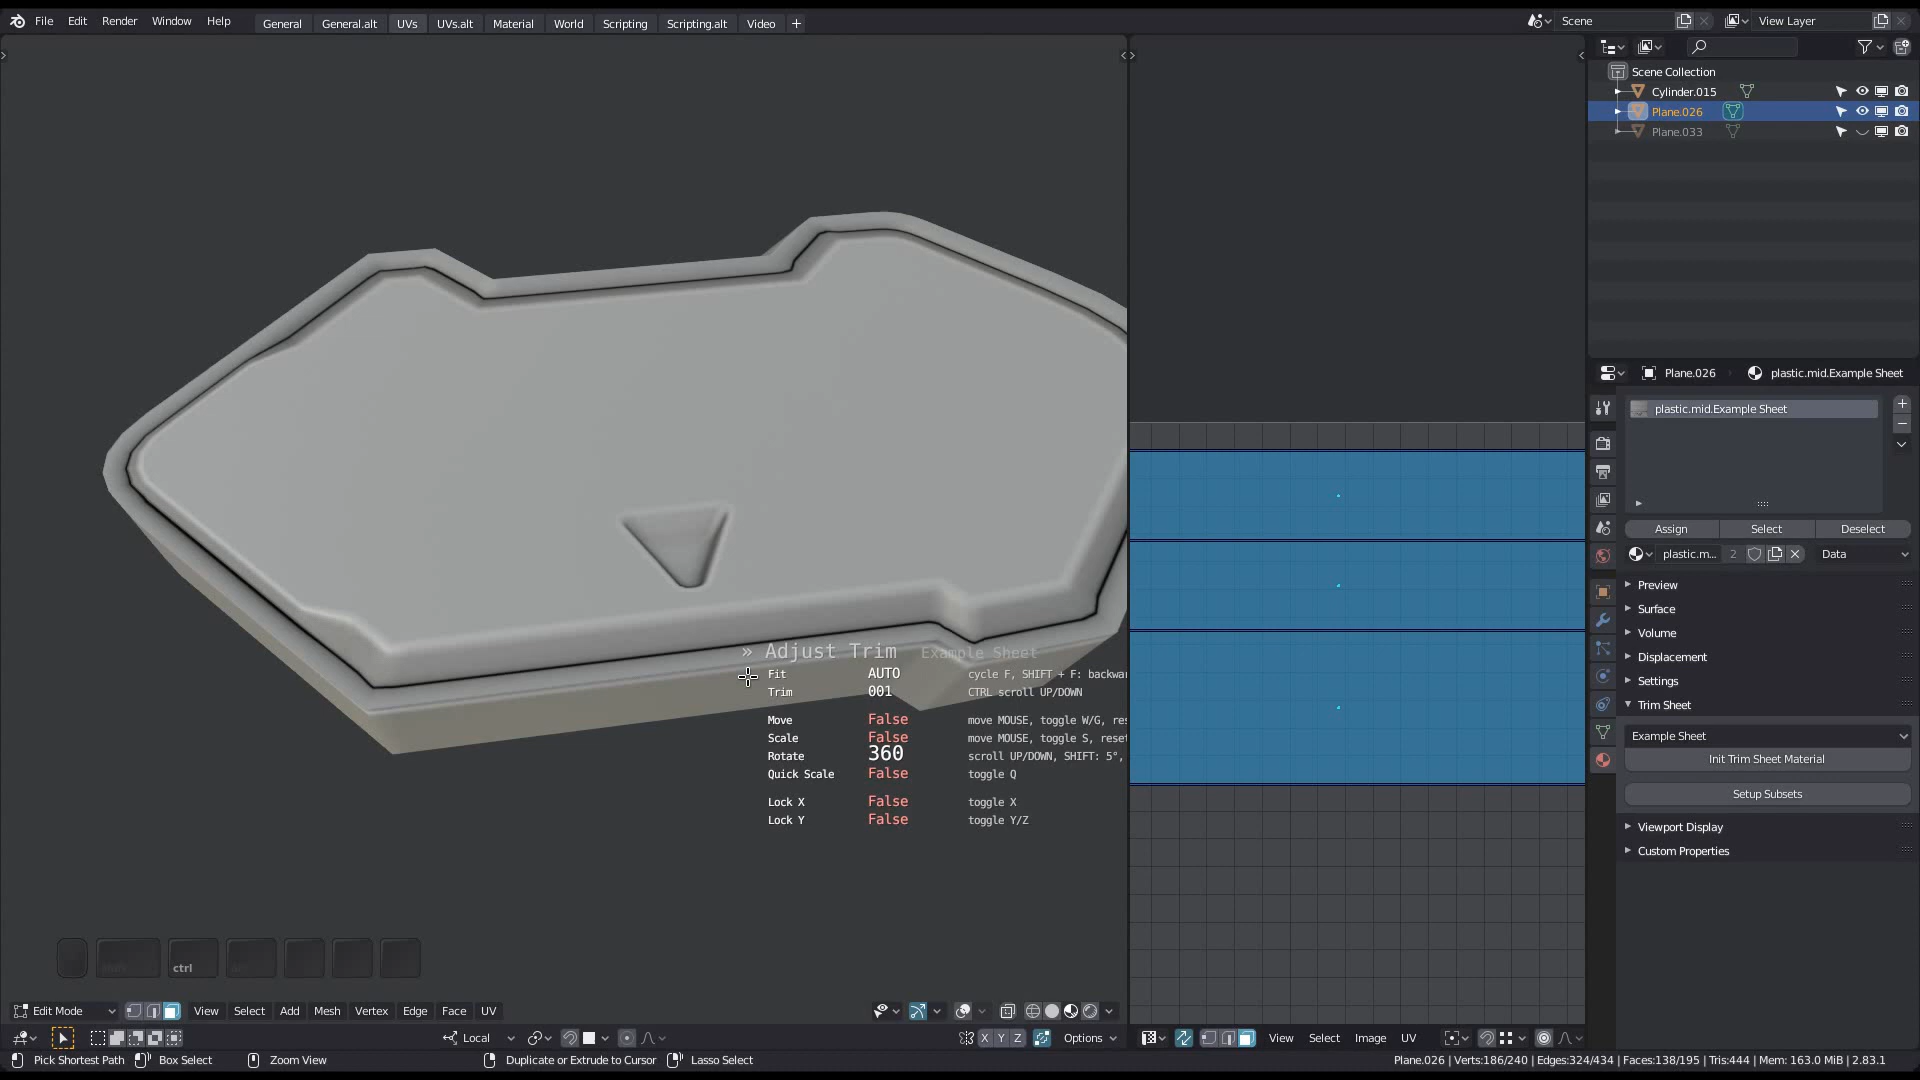 File Edit Render Window Help General General.alt UVs UVs.alt Material World Scripting Scripting.alt Video + Scene View Layer
Scene Collection
Cylinder.015
Plane.026
Plane.033
Plane.026 plastic.mid.Example Sheet
plastic.mid.Example Sheet
Assign Select Deselect
plastic.m... 2 Data
Preview
Surface
Volume
Displacement
Settings
Trim Sheet
Example Sheet
Init Trim Sheet Material
Setup Subsets
Viewport Display
Custom Properties
» Adjust Trim Example Sheet
Fit AUTO cycle F, SHIFT + F: backwar
Trim 001 CTRL scroll UP/DOWN
Move False move MOUSE, toggle W/G, res
Scale False move MOUSE, toggle S, reset
Rotate 360 scroll UP/DOWN, SHIFT: 5°,
Quick Scale False toggle Q
Lock X False toggle X
Lock Y False toggle Y/Z
ctrl
Edit Mode View Select Add Mesh Vertex Edge Face UV
Local X Y Z Options View Select Image UV
Pick Shortest Path Box Select Zoom View Duplicate or Extrude to Cursor Lasso Select Plane.026 | Verts:186/240 | Edges:324/434 | Faces:138/195 | Tris:444 | Mem: 163.0 MiB | 2.83.1